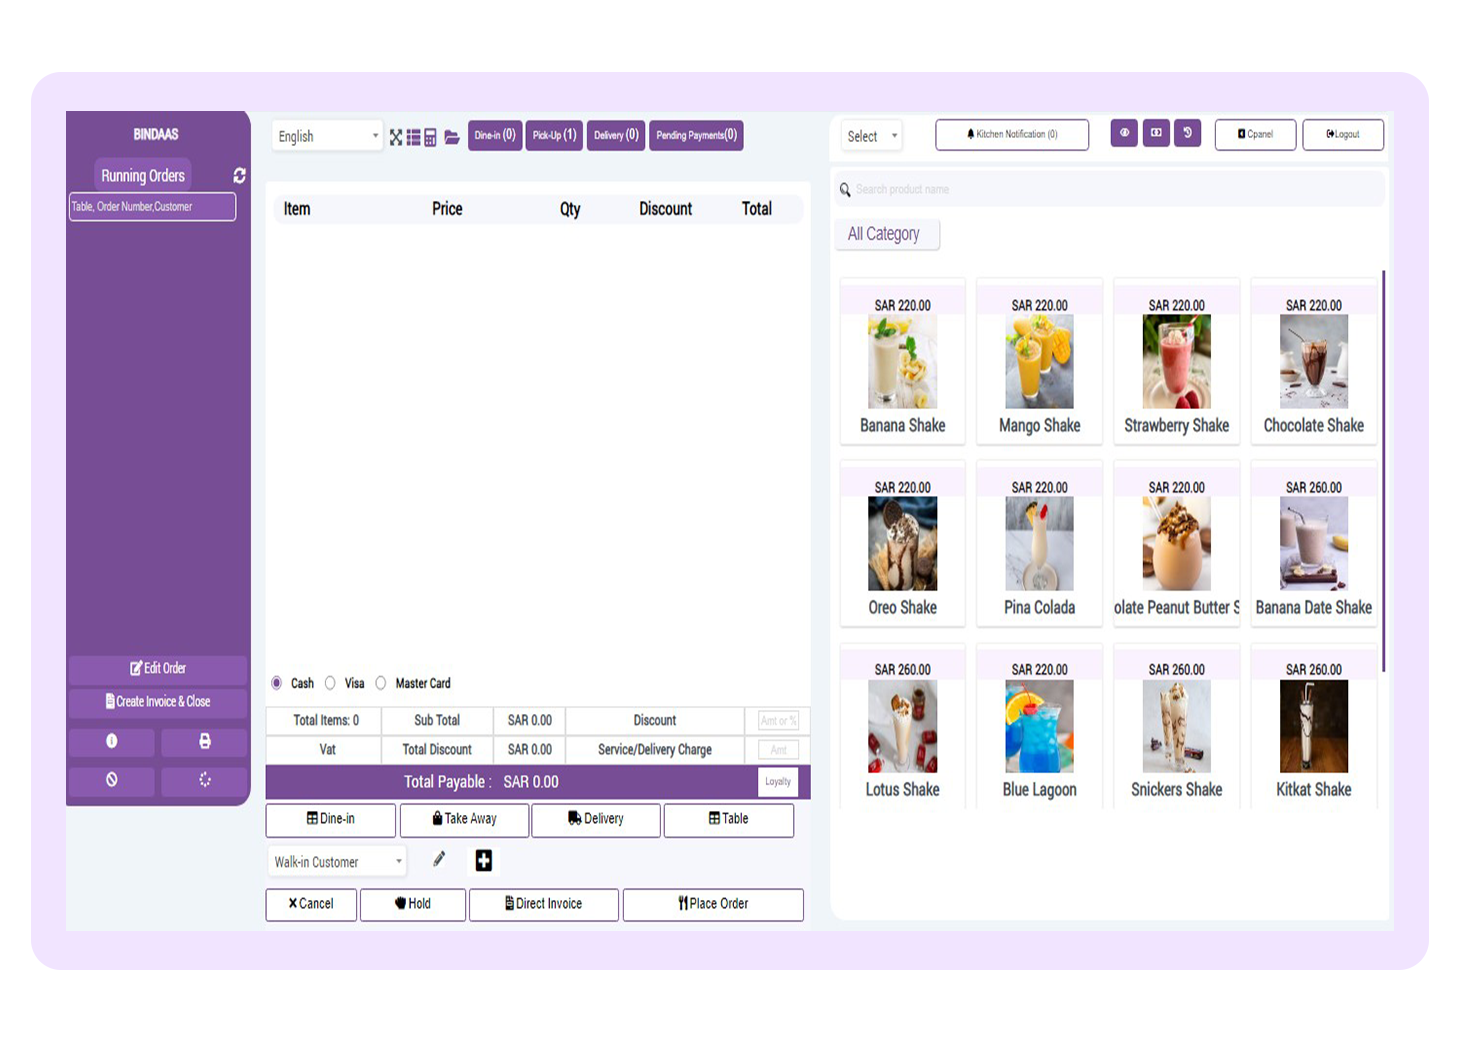 BINDAAS
Running Orders
Table, Order Number,Customer
Edit Order
Create Invoice & Close
English
Dine-in (0)
Pick-Up (1)
Delivery (0)
Pending Payments(0)
Item Price Qty Discount Total
Cash Visa Master Card
Total Items: 0 Sub Total SAR 0.00 Discount Amt or %
Vat Total Discount SAR 0.00 Service/Delivery Charge Amt
Total Payable : SAR 0.00 Loyalty
Dine-in Take Away Delivery Table
Walk-in Customer
Cancel Hold Direct Invoice Place Order
Select
Kitchen Notification (0)
Cpanel
Logout
Search product name
All Category
SAR 220.00 SAR 220.00 SAR 220.00 SAR 220.00
Banana Shake Mango Shake Strawberry Shake Chocolate Shake
SAR 220.00 SAR 220.00 SAR 220.00 SAR 260.00
Oreo Shake Pina Colada olate Peanut Butter S Banana Date Shake
SAR 260.00 SAR 220.00 SAR 260.00 SAR 260.00
Lotus Shake Blue Lagoon Snickers Shake Kitkat Shake